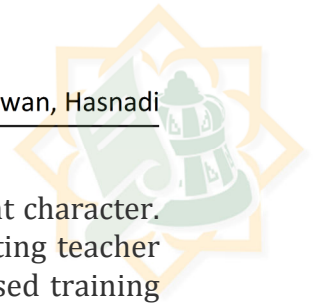 wan, Hasnadi
t character.
ting teacher
sed training